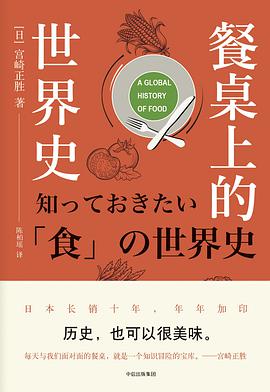 餐桌上的
世界史
［日］宫崎正胜 著
A GLOBAL
HISTORY
OF FOOD
知っておきたい
「食」の世界史
陈柏瑶 译
日本长销十年，年年加印
历史，也可以很美味。
每天与我们面对面的餐桌，就是一个知识冒险的宝库。——宫崎正胜
中信出版集团